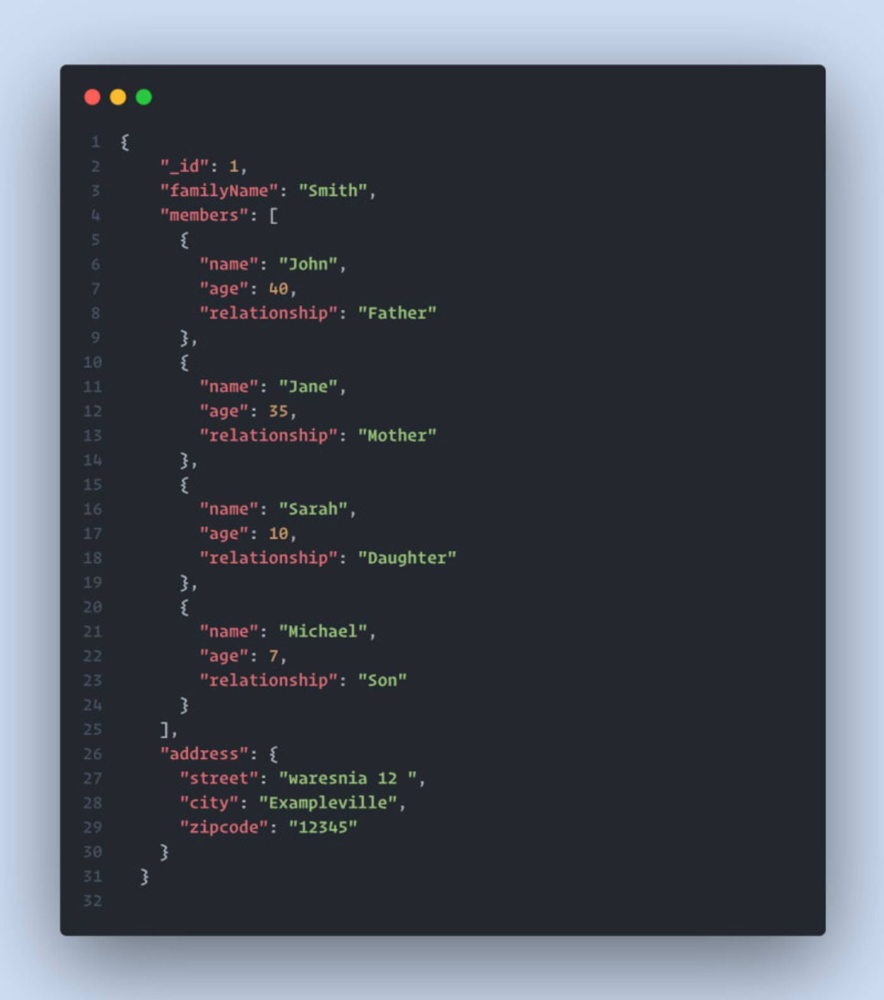 1 {
2     "_id": 1,
3     "familyName": "Smith",
4     "members": [
5       {
6         "name": "John",
7         "age": 40,
8         "relationship": "Father"
9       },
10       {
11         "name": "Jane",
12         "age": 35,
13         "relationship": "Mother"
14       },
15       {
16         "name": "Sarah",
17         "age": 10,
18         "relationship": "Daughter"
19       },
20       {
21         "name": "Michael",
22         "age": 7,
23         "relationship": "Son"
24       }
25     ],
26     "address": {
27       "street": "waresnia 12 ",
28       "city": "Exampleville",
29       "zipcode": "12345"
30     }
31   }
32